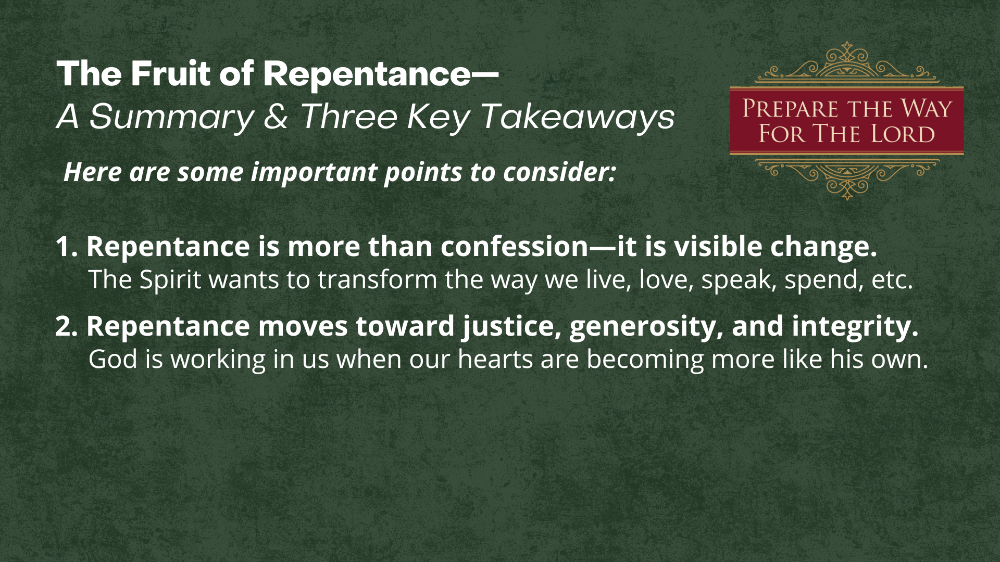 The Fruit of Repentance—
A Summary & Three Key Takeaways
PREPARE THE WAY
FOR THE LORD
Here are some important points to consider:
1. Repentance is more than confession—it is visible change.
The Spirit wants to transform the way we live, love, speak, spend, etc.
2. Repentance moves toward justice, generosity, and integrity.
God is working in us when our hearts are becoming more like his own.